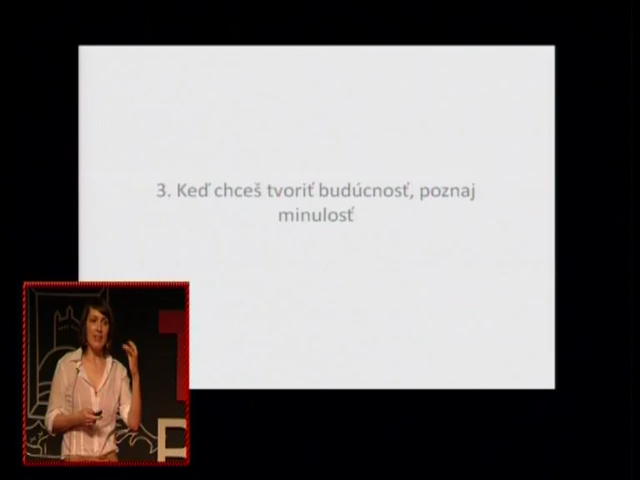 3. Keď chceš tvoriť budúcnosť, poznaj
minulosť